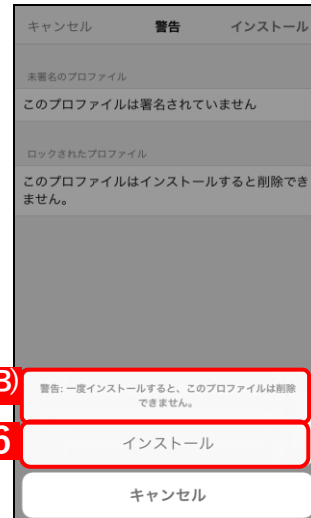 キャンセル 警告 インストール
未署名のプロファイル
このプロファイルは署名されていません
ロックされたプロファイル
このプロファイルはインストールすると削除でき
ません。
3)
警告: 一度インストールすると、このプロファイルは削除
できません。
6
インストール
キャンセル